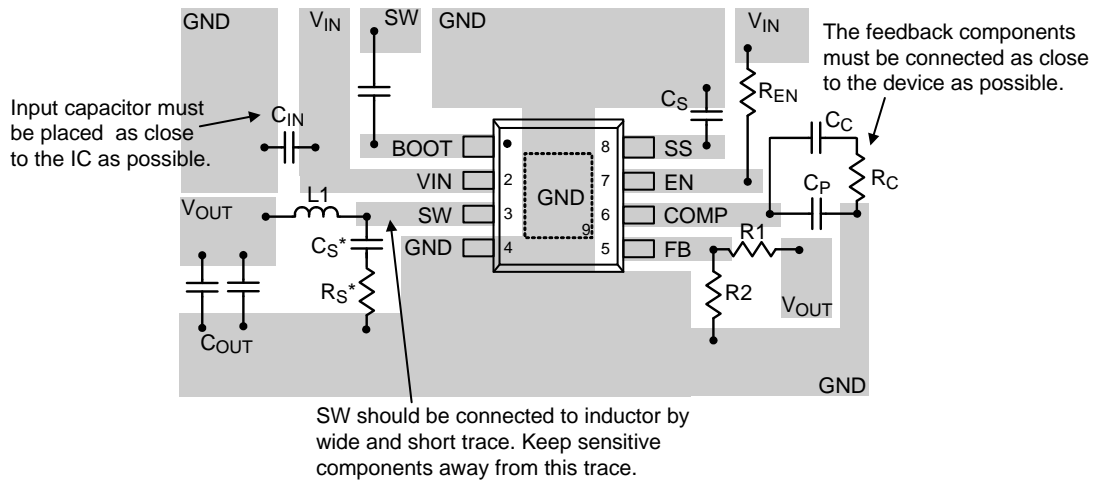 GND
VIN
SW
GND
VIN
The feedback components
must be connected as close
to the device as possible.
Input capacitor must
be placed as close
to the IC as possible.
CIN
CS
REN
CC
RC
CP
BOOT
8
SS
VIN
2
GND
7
EN
L1
SW
3
6
COMP
VOUT
GND
4
9
5
FB
R1
CS*
RS*
R2
VOUT
COUT
GND
SW should be connected to inductor by
wide and short trace. Keep sensitive
components away from this trace.